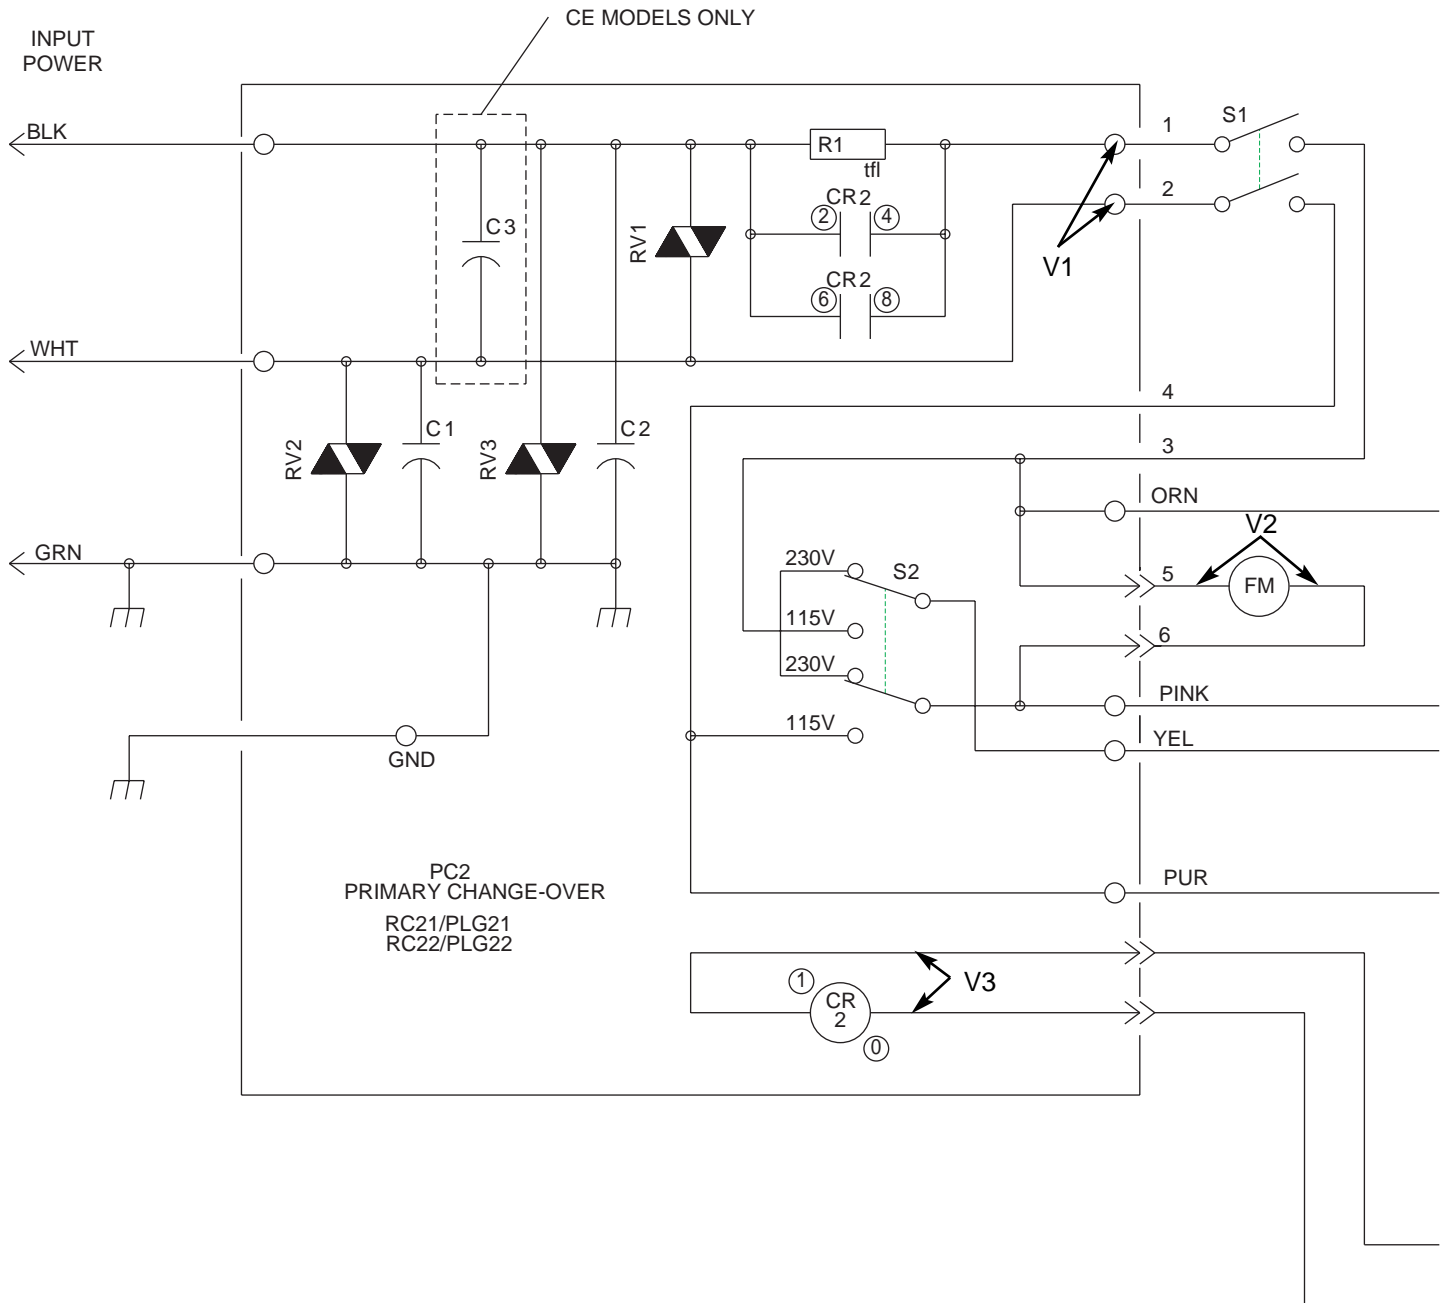 CE MODELS ONLY
INPUT
POWER
BLK
1
S1
R1
tfl
2
CR2
2
4
C3
RV1
V1
CR2
6
8
WHT
4
C1
C2
RV2
RV3
3
ORN
V2
GRN
230V
S2
5
FM
115V
6
230V
PINK
115V
YEL
GND
PC2
PRIMARY CHANGE-OVER
PUR
RC21/PLG21
RC22/PLG22
1
V3
CR
2
0